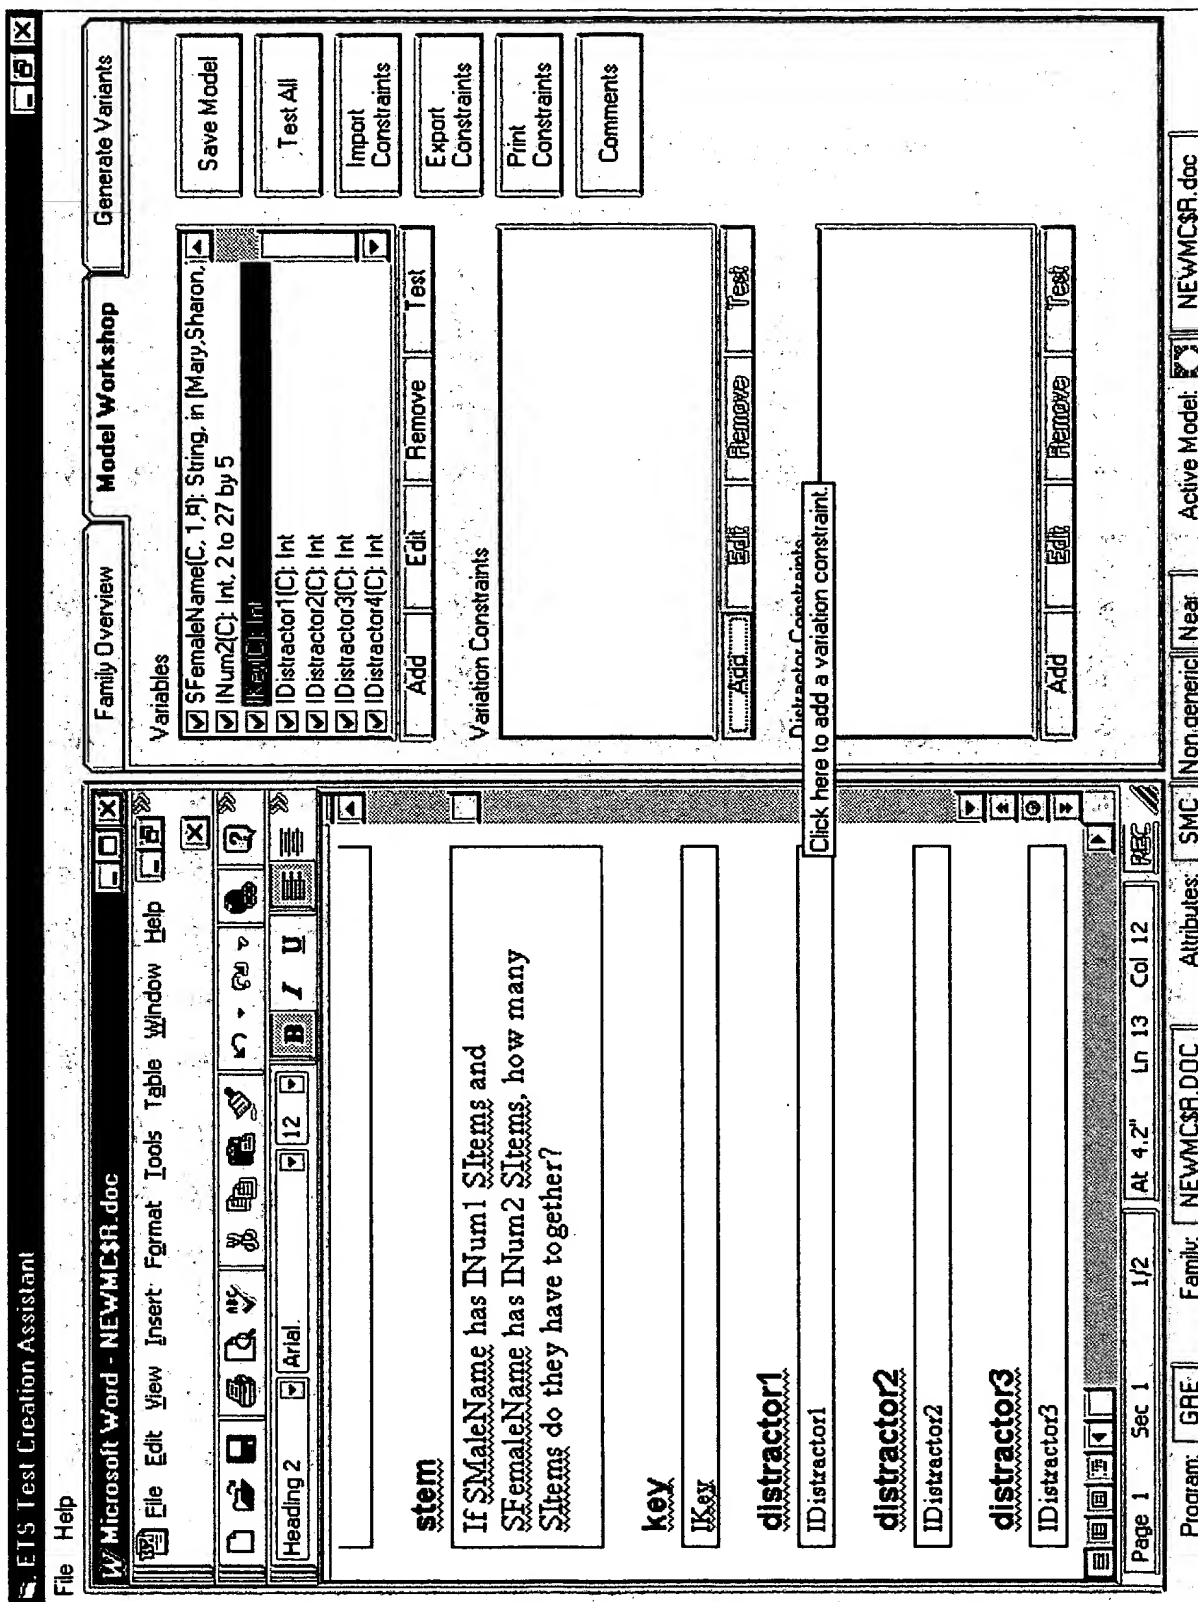 ETS Test Creation Assistant
File Help
Microsoft Word - NEWMC$R.doc
File Edit View Insert Format Tools Table Window Help
Heading 2 Arial 12 B I U
stem
If SMaleName has INum1 SItems and
SFemaleName has INum2 SItems, how many
SItems do they have together?
key
IKey
distractor1
IDistractor1
distractor2
IDistractor2
distractor3
IDistractor3
Page 1 Sec 1 1/2 At 4.2" Ln 13 Col 12 REC
Family Overview
Model Workshop
Generate Variants
Variables
SFemaleName(C, 1,¤): String, in [Mary,Sharon,
INum2(C): Int, 2 to 27 by 5
IKey(C): Int
IDistractor1(C): Int
IDistractor2(C): Int
IDistractor3(C): Int
IDistractor4(C): Int
Add Edit Remove Test
Variation Constraints
Add Edit Remove Test
Distractor Constraints
Click here to add a variation constraint.
Add Edit Remove Test
Save Model
Test All
Import
Constraints
Export
Constraints
Print
Constraints
Comments
Program: GRE Family: NEWMC$R.DOC Attributes: SMC Non-generic Near Active Model: NEWMC$R.doc